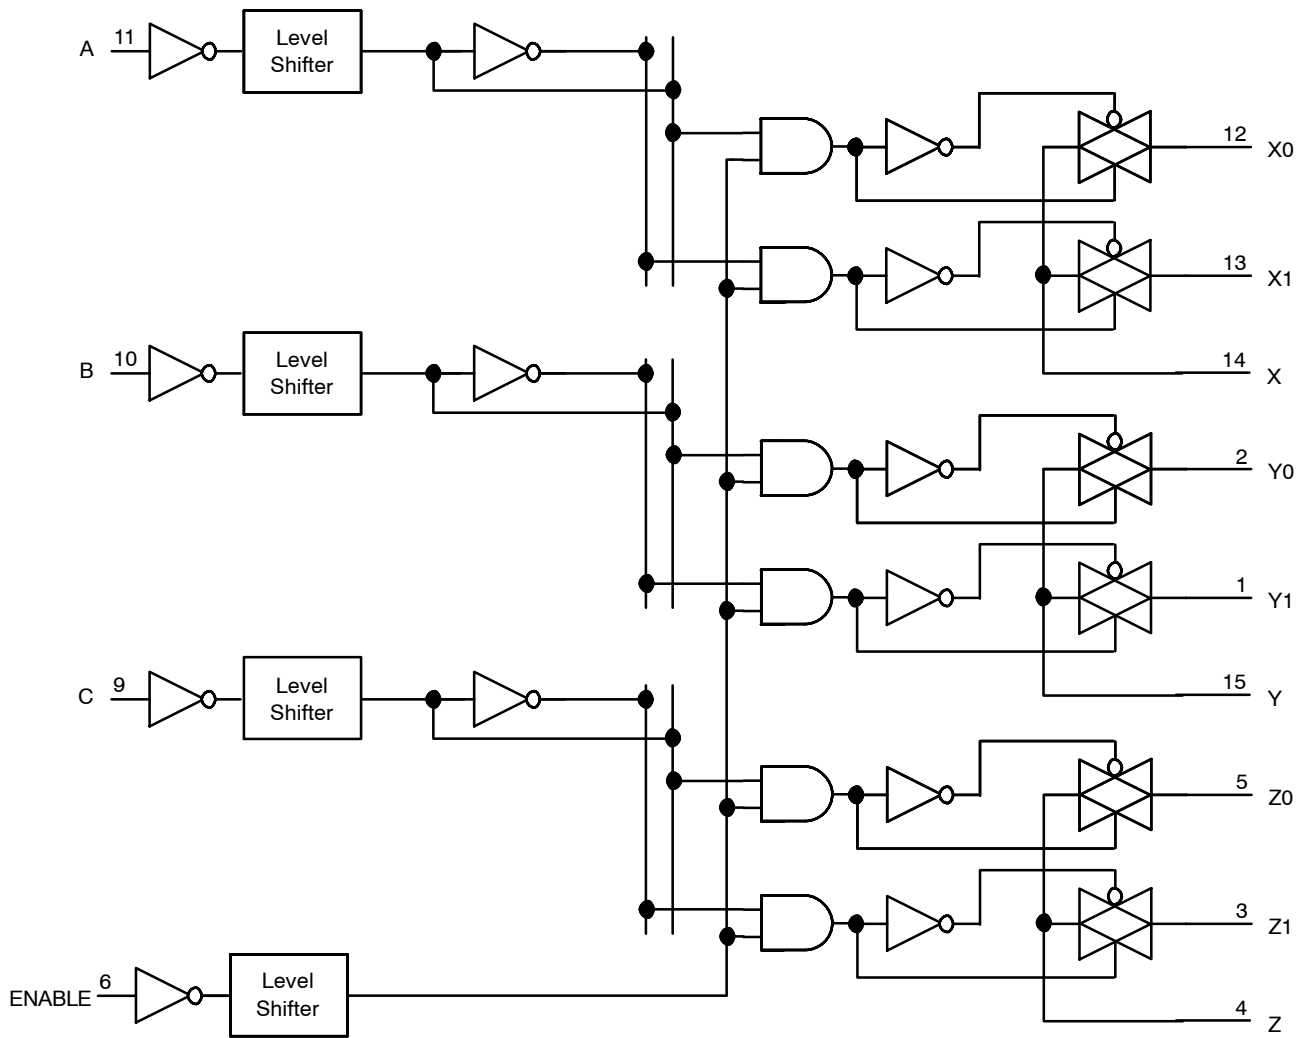 A
11
Level
Shifter
12
X0
13
X1
B
10
Level
Shifter
14
X
2
Y0
1
Y1
C
9
Level
Shifter
15
Y
5
Z0
3
Z1
ENABLE
6
Level
Shifter
4
Z